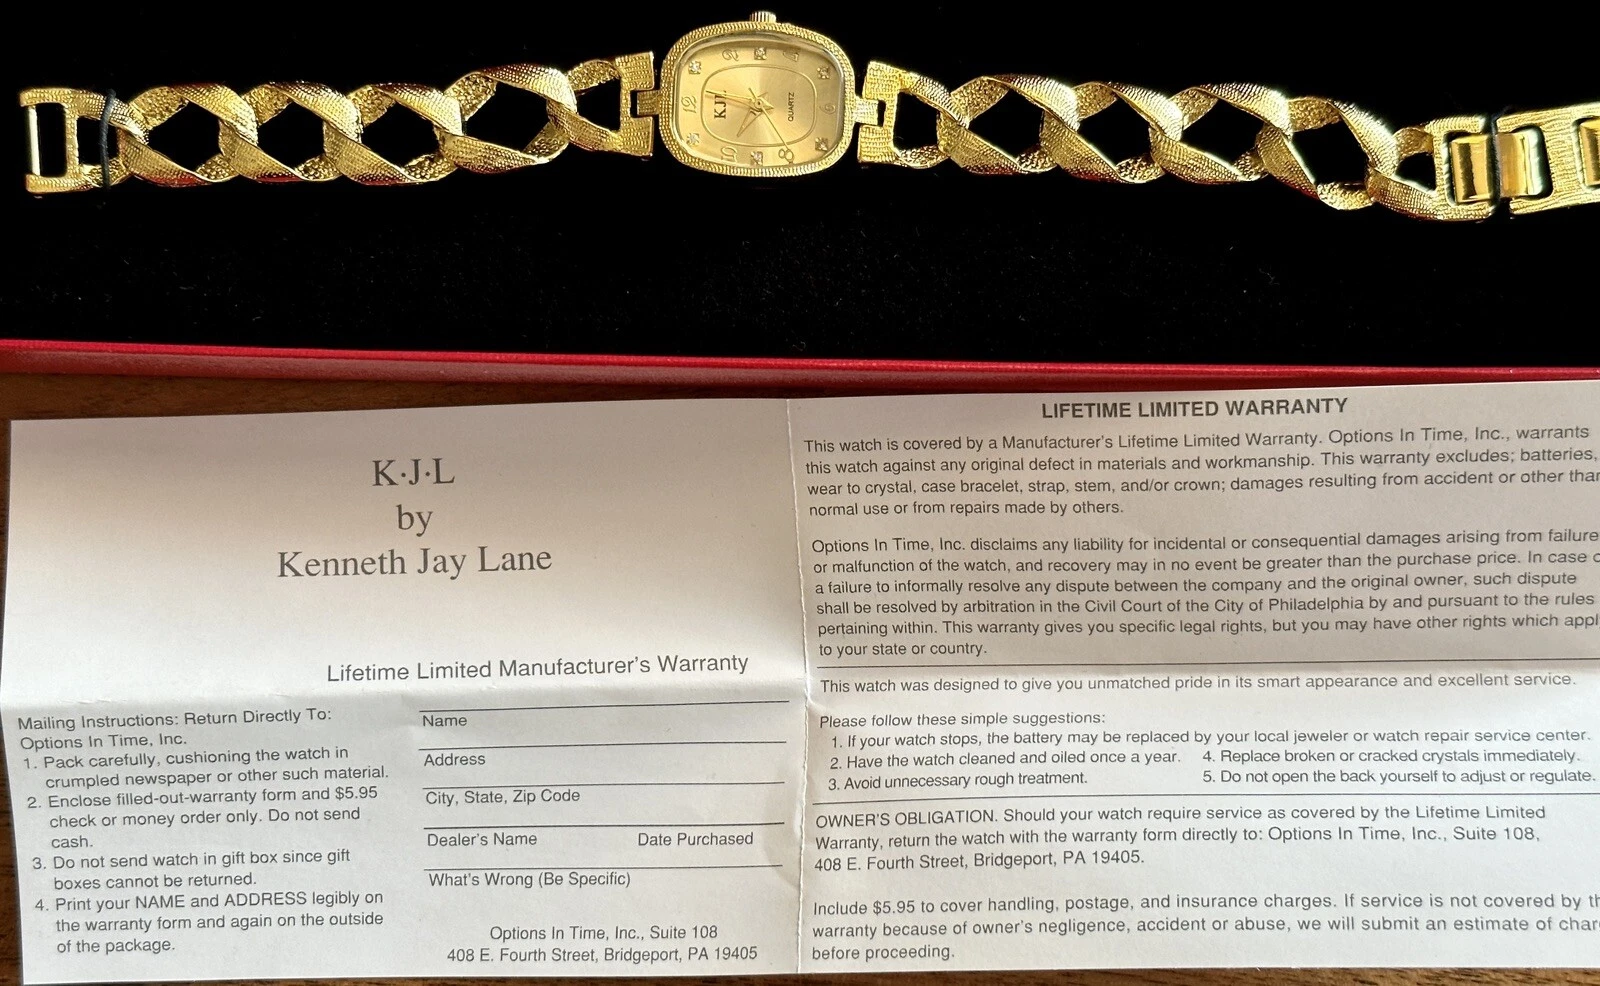 KJL
QUARTZ
12
10
8
K·J·L
by
Kenneth Jay Lane
Lifetime Limited Manufacturer's Warranty
Mailing Instructions: Return Directly To:
Options In Time, Inc.
1. Pack carefully, cushioning the watch in
crumpled newspaper or other such material.
2. Enclose filled-out-warranty form and $5.95
check or money order only. Do not send
cash.
3. Do not send watch in gift box since gift
boxes cannot be returned.
4. Print your NAME and ADDRESS legibly on
the warranty form and again on the outside
of the package.
Name
Address
City, State, Zip Code
Dealer's Name Date Purchased
What's Wrong (Be Specific)
Options In Time, Inc., Suite 108
408 E. Fourth Street, Bridgeport, PA 19405
LIFETIME LIMITED WARRANTY
This watch is covered by a Manufacturer's Lifetime Limited Warranty. Options In Time, Inc., warrants
this watch against any original defect in materials and workmanship. This warranty excludes; batteries,
wear to crystal, case bracelet, strap, stem, and/or crown; damages resulting from accident or other than
normal use or from repairs made by others.
Options In Time, Inc. disclaims any liability for incidental or consequential damages arising from failure
or malfunction of the watch, and recovery may in no event be greater than the purchase price. In case
a failure to informally resolve any dispute between the company and the original owner, such dispute
shall be resolved by arbitration in the Civil Court of the City of Philadelphia by and pursuant to the rules
pertaining within. This warranty gives you specific legal rights, but you may have other rights which appl
to your state or country.
This watch was designed to give you unmatched pride in its smart appearance and excellent service.
Please follow these simple suggestions:
1. If your watch stops, the battery may be replaced by your local jeweler or watch repair service center.
2. Have the watch cleaned and oiled once a year. 4. Replace broken or cracked crystals immediately.
3. Avoid unnecessary rough treatment. 5. Do not open the back yourself to adjust or regulate.
OWNER'S OBLIGATION. Should your watch require service as covered by the Lifetime Limited
Warranty, return the watch with the warranty form directly to: Options In Time, Inc., Suite 108,
408 E. Fourth Street, Bridgeport, PA 19405.
Include $5.95 to cover handling, postage, and insurance charges. If service is not covered by th
warranty because of owner's negligence, accident or abuse, we will submit an estimate of char
before proceeding.